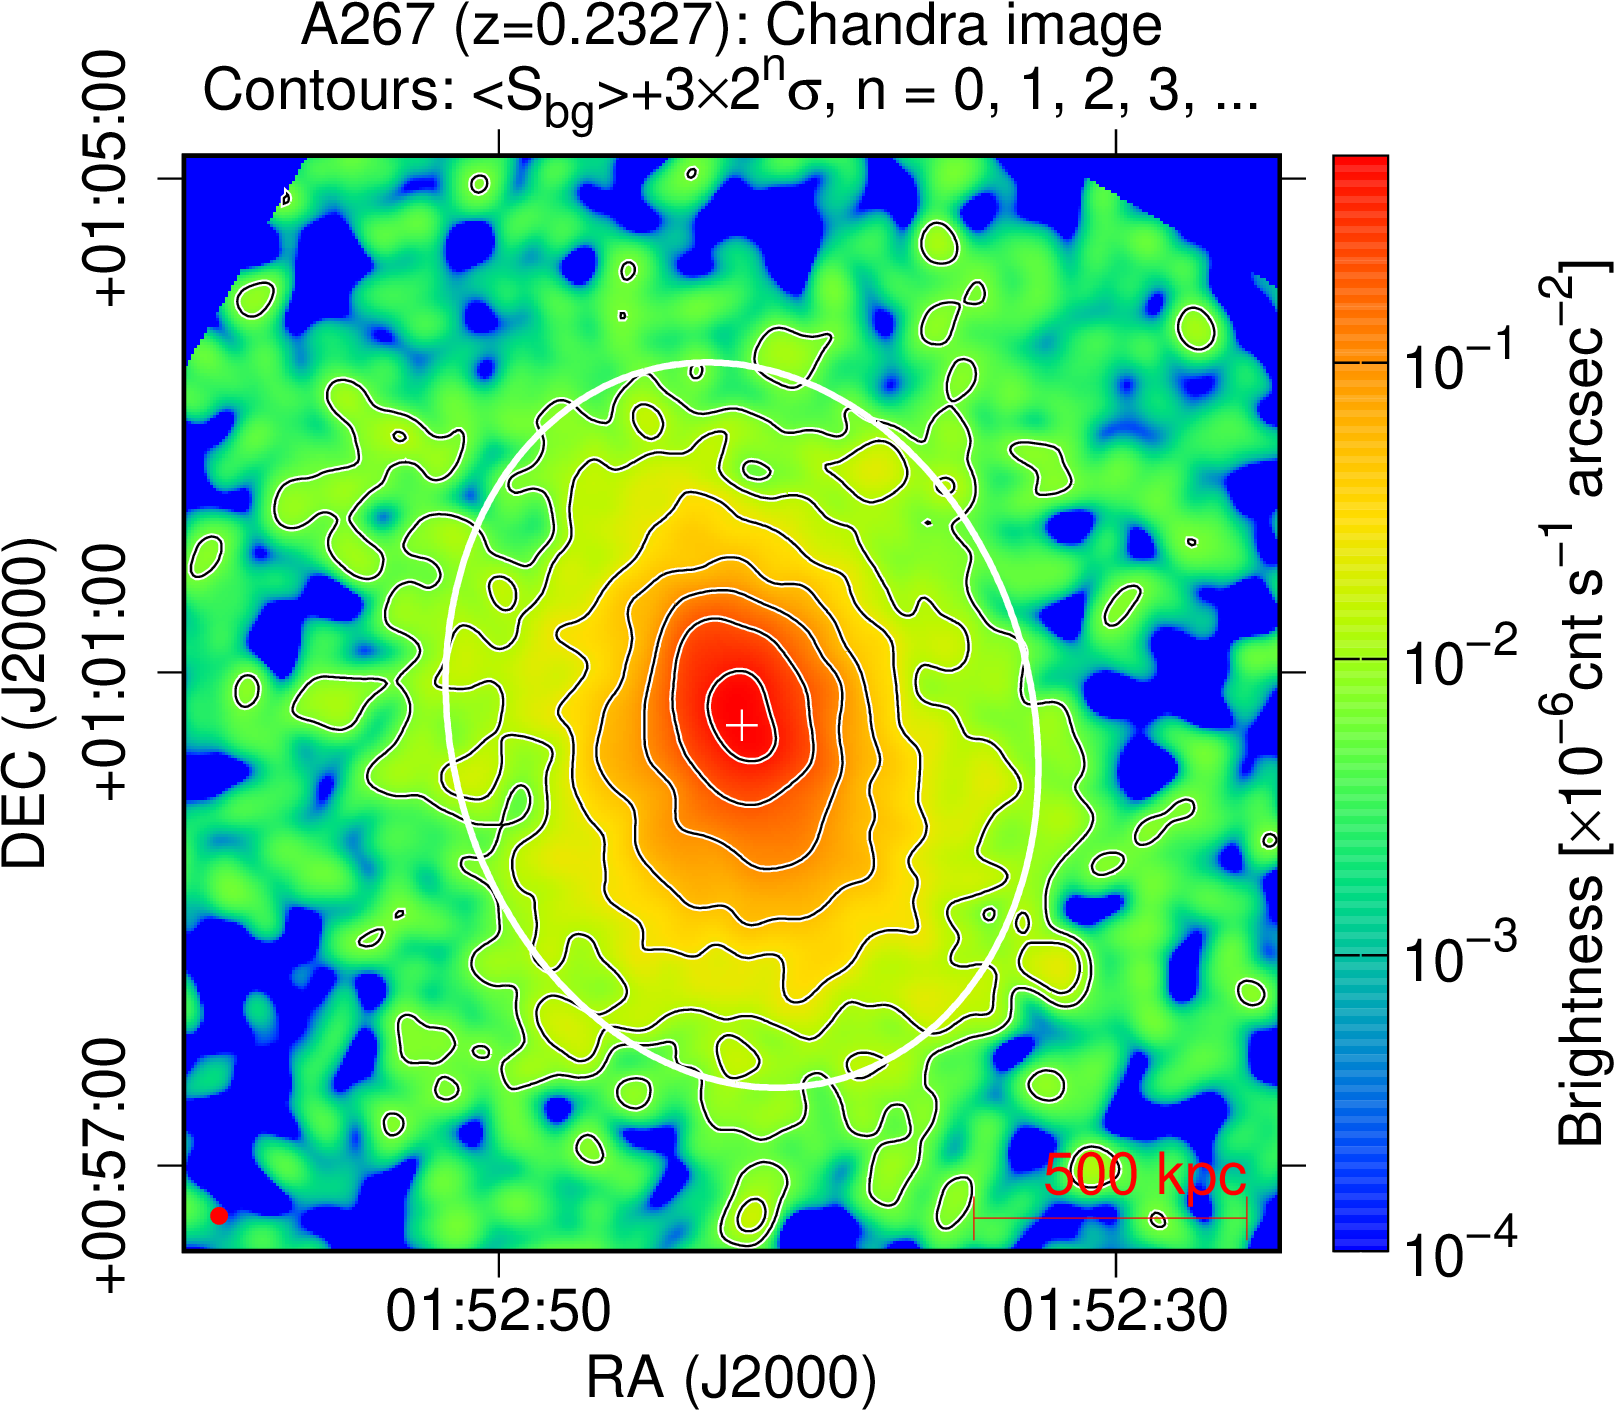 A267 (z=0.2327): Chandra image
Contours: <S_bg>+3×2^nσ, n = 0, 1, 2, 3, ...
+01:05:00
+01:01:00
+00:57:00
DEC (J2000)
01:52:50
01:52:30
RA (J2000)
500 kpc
10^−1
10^−2
10^−3
10^−4
Brightness [×10^−6cnt s^−1 arcsec^−2]